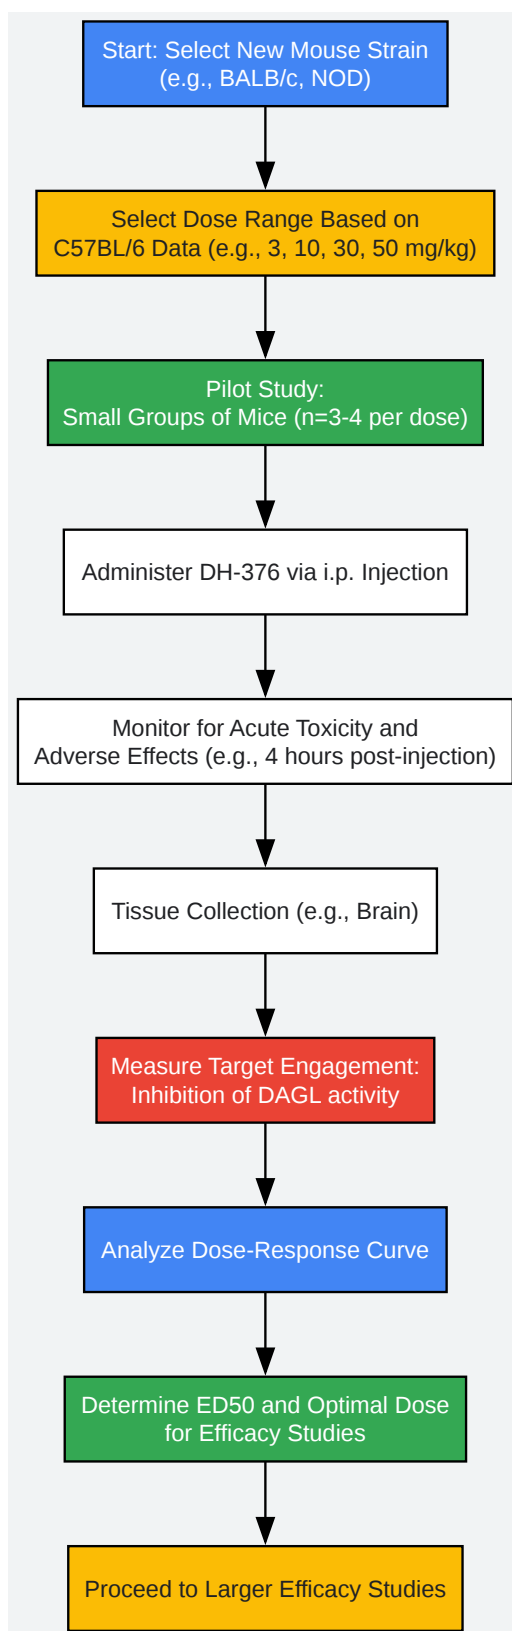 Start: Select New Mouse Strain
(e.g., BALB/c, NOD)
Select Dose Range Based on
C57BL/6 Data (e.g., 3, 10, 30, 50 mg/kg)
Pilot Study:
Small Groups of Mice (n=3-4 per dose)
Administer DH-376 via i.p. Injection
Monitor for Acute Toxicity and
Adverse Effects (e.g., 4 hours post-injection)
Tissue Collection (e.g., Brain)
Measure Target Engagement:
Inhibition of DAGL activity
Analyze Dose-Response Curve
Determine ED50 and Optimal Dose
for Efficacy Studies
Proceed to Larger Efficacy Studies